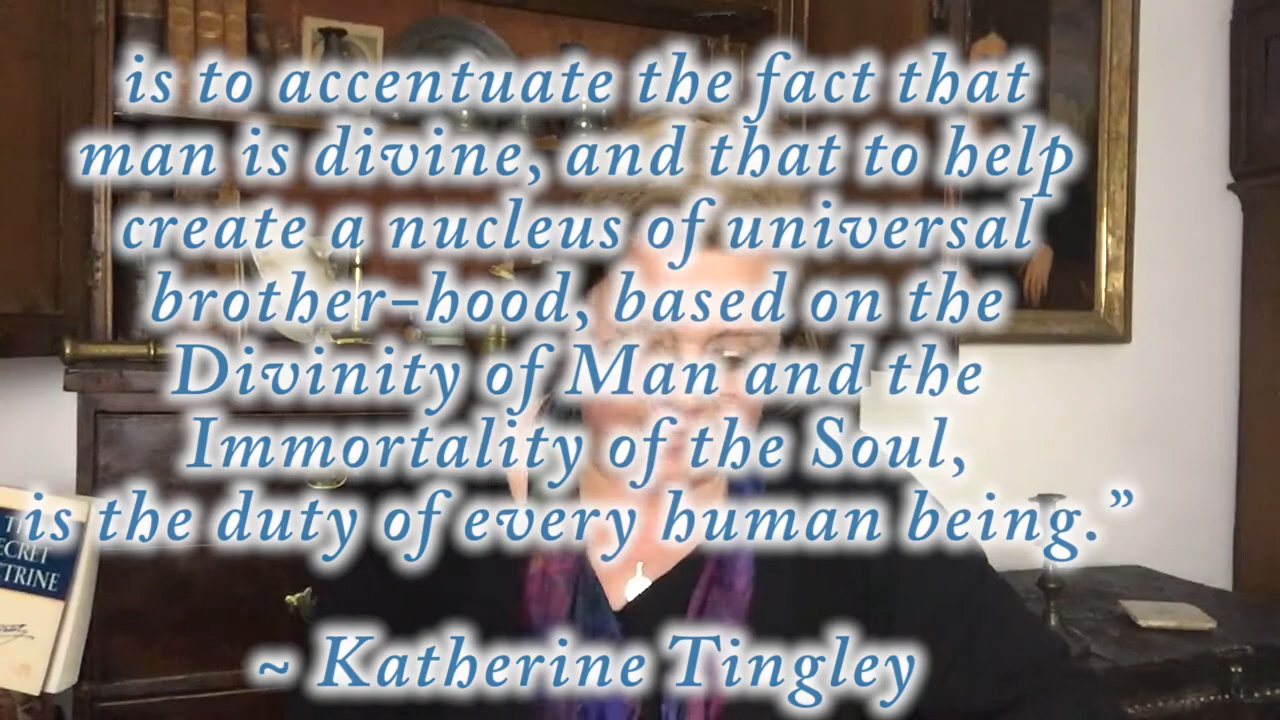 is to accentuate the fact that
man is divine, and that to help
create a nucleus of universal
brother-hood, based on the
Divinity of Man and the
Immortality of the Soul,
is the duty of every human being.”
~ Katherine Tingley